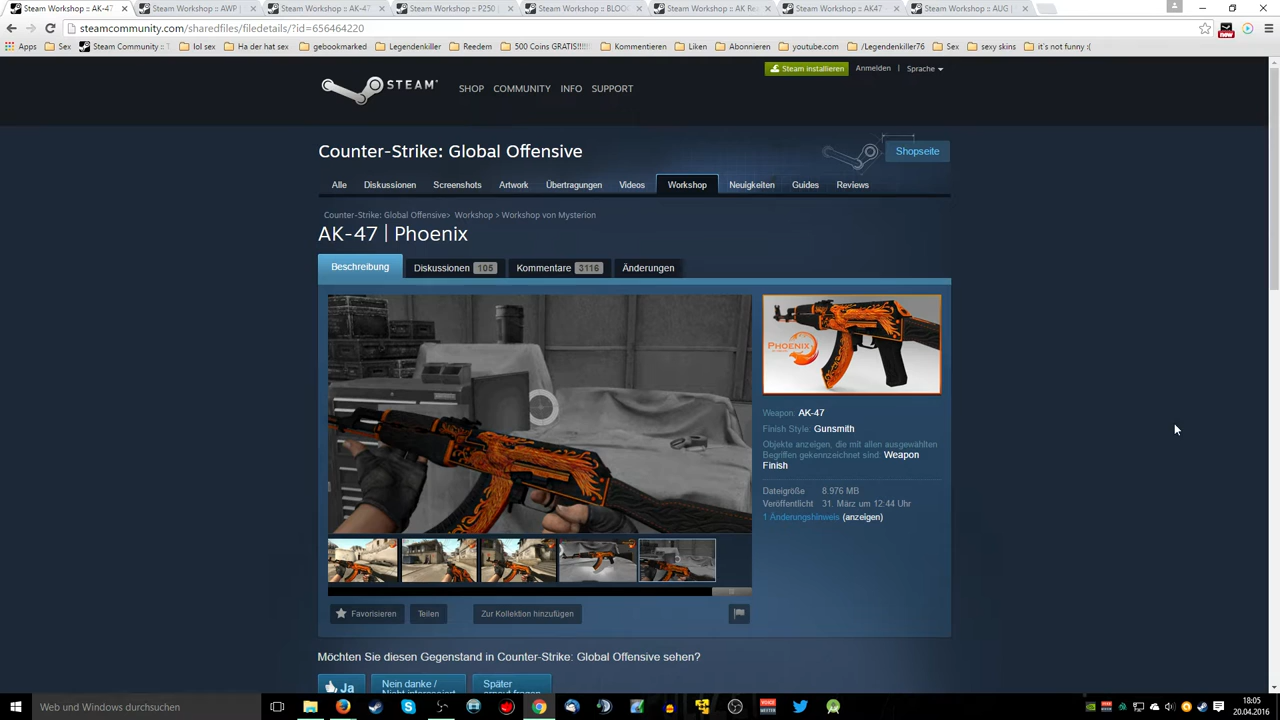 Steam Workshop :: AK-47
Steam Workshop :: AWP |
Steam Workshop :: AK-47
Steam Workshop :: P250 |
Steam Workshop :: BLOC
Steam Workshop :: AK Re
Steam Workshop :: AK47
Steam Workshop :: AUG |
steamcommunity.com/sharedfiles/filedetails/?id=656464220
Apps
Sex
Steam Community :: T
lol sex
Ha der hat sex
gebookmarked
Legendenkiller
Reedem
500 Coins GRATIS!!!!
Kommentieren
Liken
Abonnieren
youtube.com
/Legendenkiller76
Sex
sexy skins
it´s not funny :(
Steam installieren
Anmelden | Sprache
STEAM
SHOP COMMUNITY INFO SUPPORT
Counter-Strike: Global Offensive
Shopseite
Alle Diskussionen Screenshots Artwork Übertragungen Videos Workshop Neuigkeiten Guides Reviews
Counter-Strike: Global Offensive> Workshop > Workshop von Mysterion
AK-47 | Phoenix
Beschreibung Diskussionen 105 Kommentare 3116 Änderungen
PHOENIX
Weapon: AK-47
Finish Style: Gunsmith
Objekte anzeigen, die mit allen ausgewählten
Begriffen gekennzeichnet sind: Weapon
Finish
Dateigröße 8.976 MB
Veröffentlicht 31. März um 12:44 Uhr
1 Änderungshinweis (anzeigen)
Favorisieren Teilen Zur Kollektion hinzufügen
Möchten Sie diesen Gegenstand in Counter-Strike: Global Offensive sehen?
Ja
Nein danke /
Nicht interessiert
Später
erneut fragen
Web und Windows durchsuchen
18:05
20.04.2016